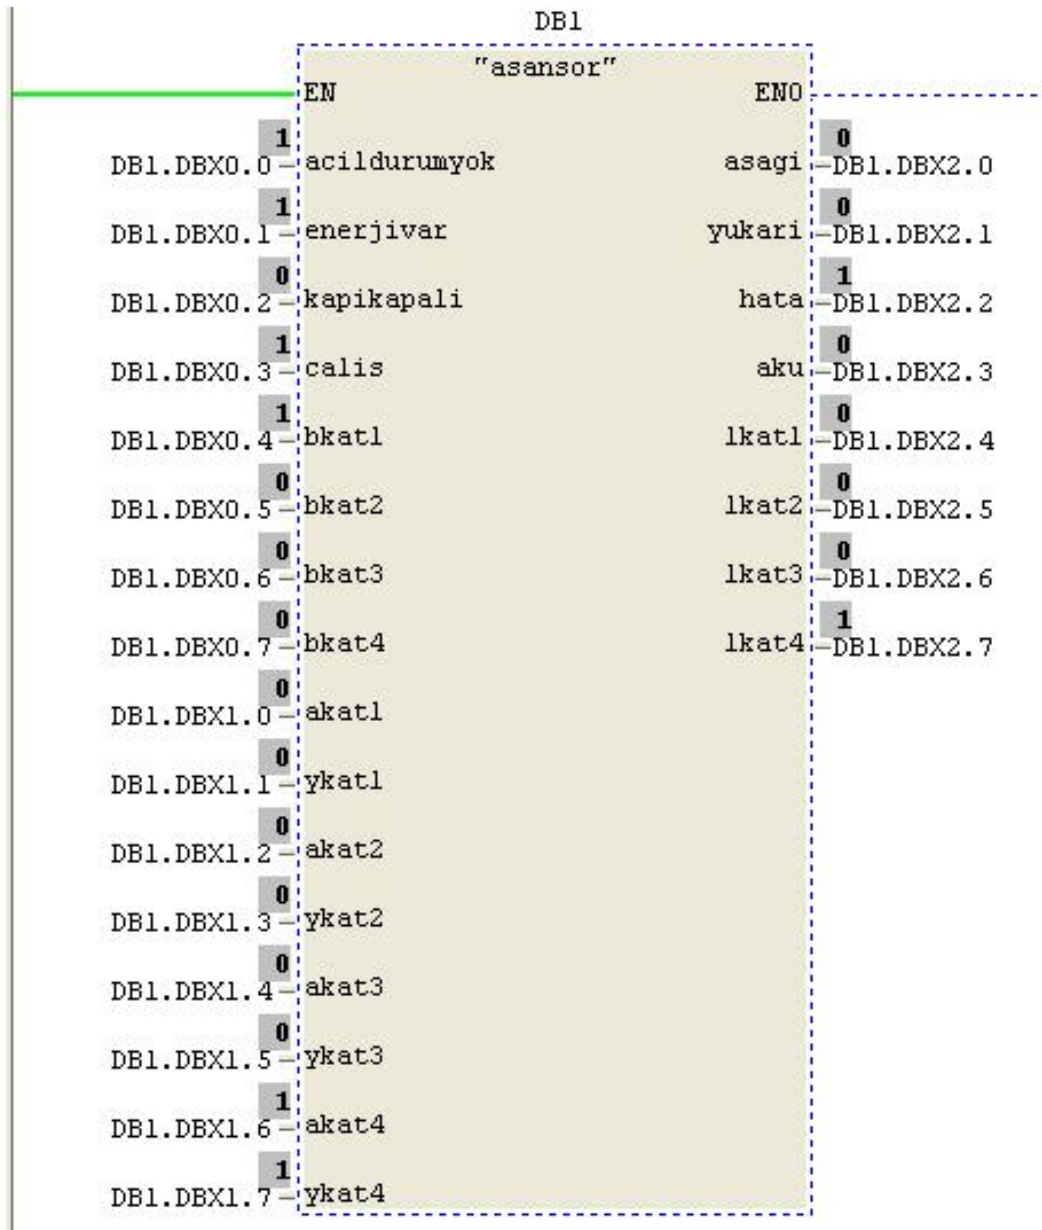 DB1
"asansor"
EN ENO
1 0
DB1.DBX0.0 acildurumyok asagi DB1.DBX2.0
1 0
DB1.DBX0.1 enerjivar yukari DB1.DBX2.1
0 1
DB1.DBX0.2 kapikapali hata DB1.DBX2.2
1 0
DB1.DBX0.3 calis aku DB1.DBX2.3
1 0
DB1.DBX0.4 bkat1 lkat1 DB1.DBX2.4
0 0
DB1.DBX0.5 bkat2 lkat2 DB1.DBX2.5
0 0
DB1.DBX0.6 bkat3 lkat3 DB1.DBX2.6
0 1
DB1.DBX0.7 bkat4 lkat4 DB1.DBX2.7
0
DB1.DBX1.0 akat1
0
DB1.DBX1.1 ykat1
0
DB1.DBX1.2 akat2
0
DB1.DBX1.3 ykat2
0
DB1.DBX1.4 akat3
0
DB1.DBX1.5 ykat3
1
DB1.DBX1.6 akat4
1
DB1.DBX1.7 ykat4